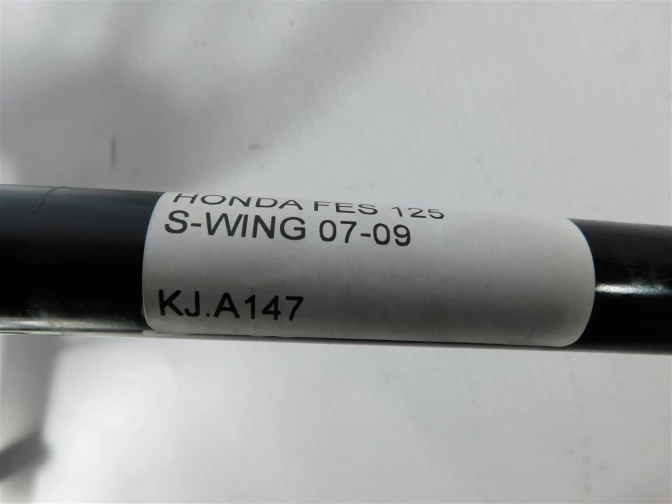 HONDA FES 125
S-WING 07-09
KJ.A147